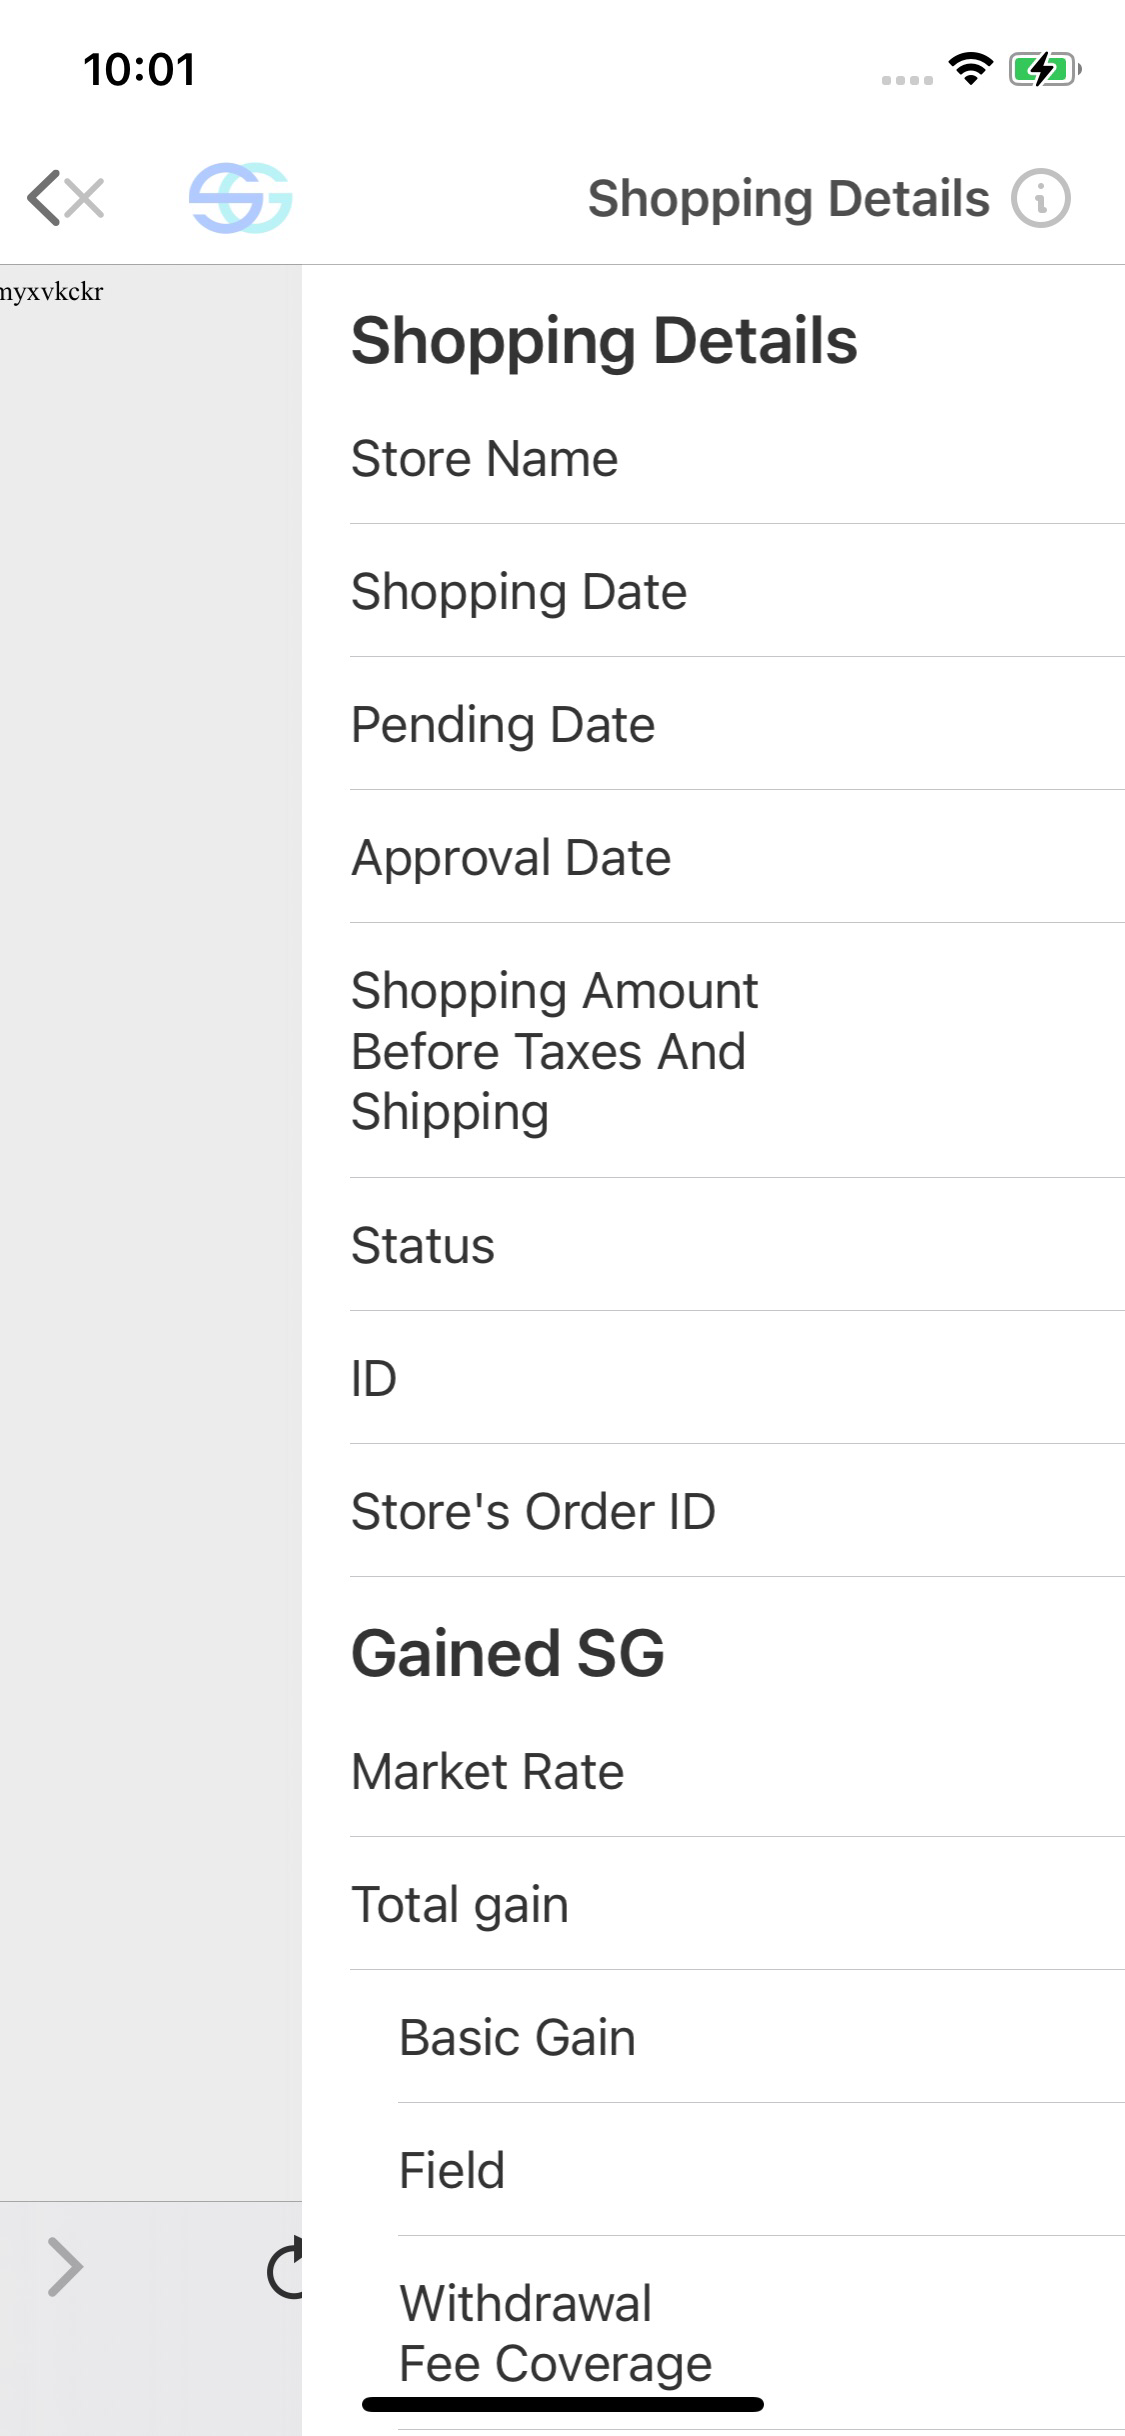 10:01
SG
Shopping Details
Shopping Details
Store Name
Shopping Date
Pending Date
Approval Date
Shopping Amount
Before Taxes And
Shipping
Status
ID
Store's Order ID
Gained SG
Market Rate
Total gain
Basic Gain
Field
Withdrawal
Fee Coverage